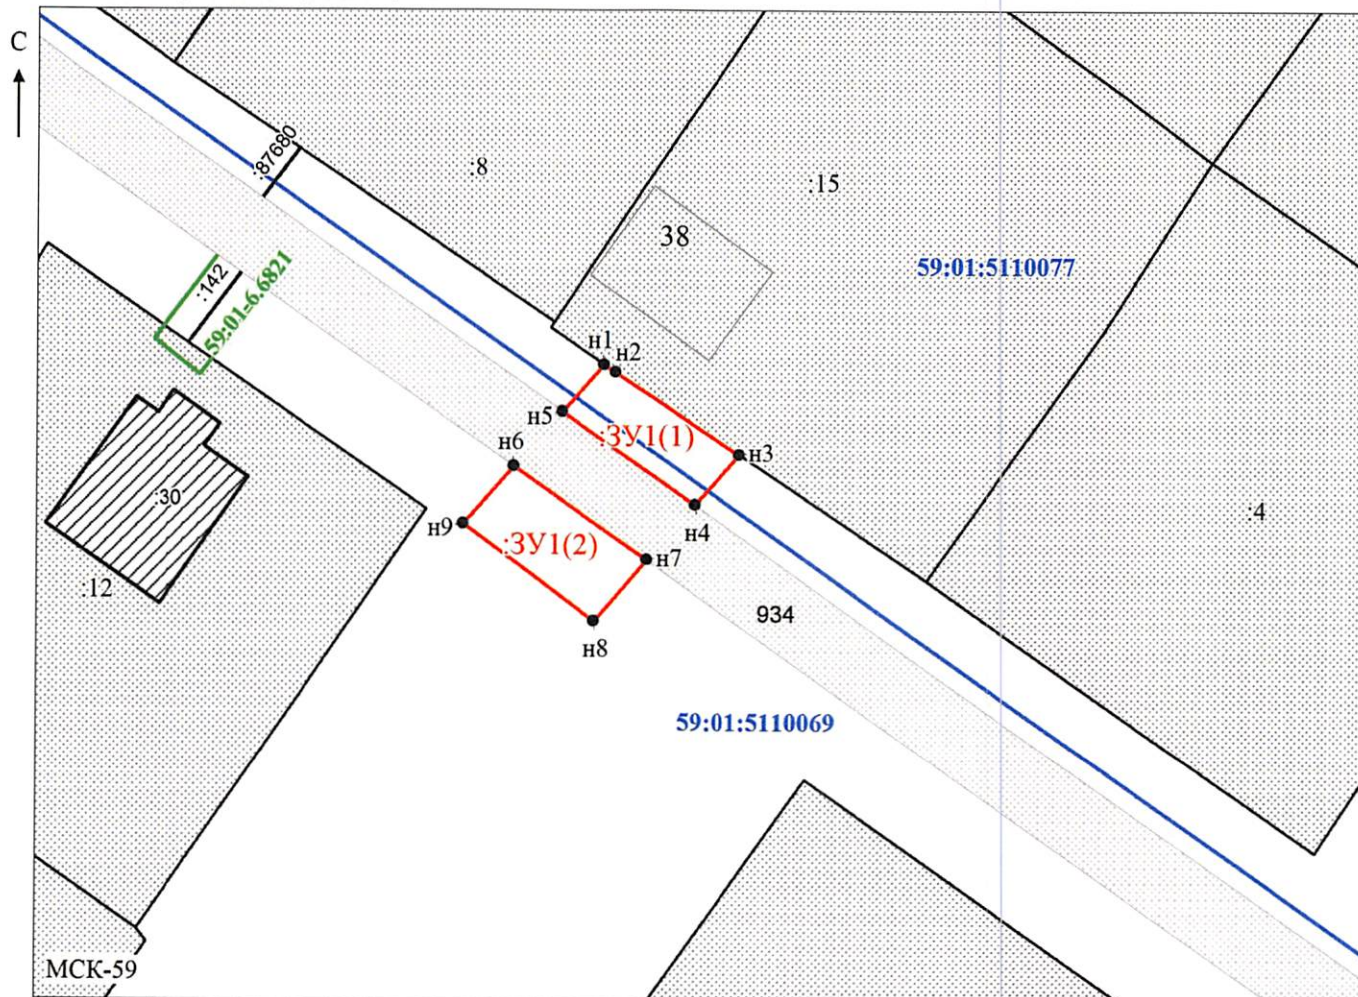 С
:87680
:8
:15
38
59:01:5110077
:142
59:01-6.6821
н1
н2
н5
:ЗУ1(1)
н6
н3
:30
н9
:ЗУ1(2)
н4
:4
н7
:12
934
н8
59:01:5110069
МСК-59